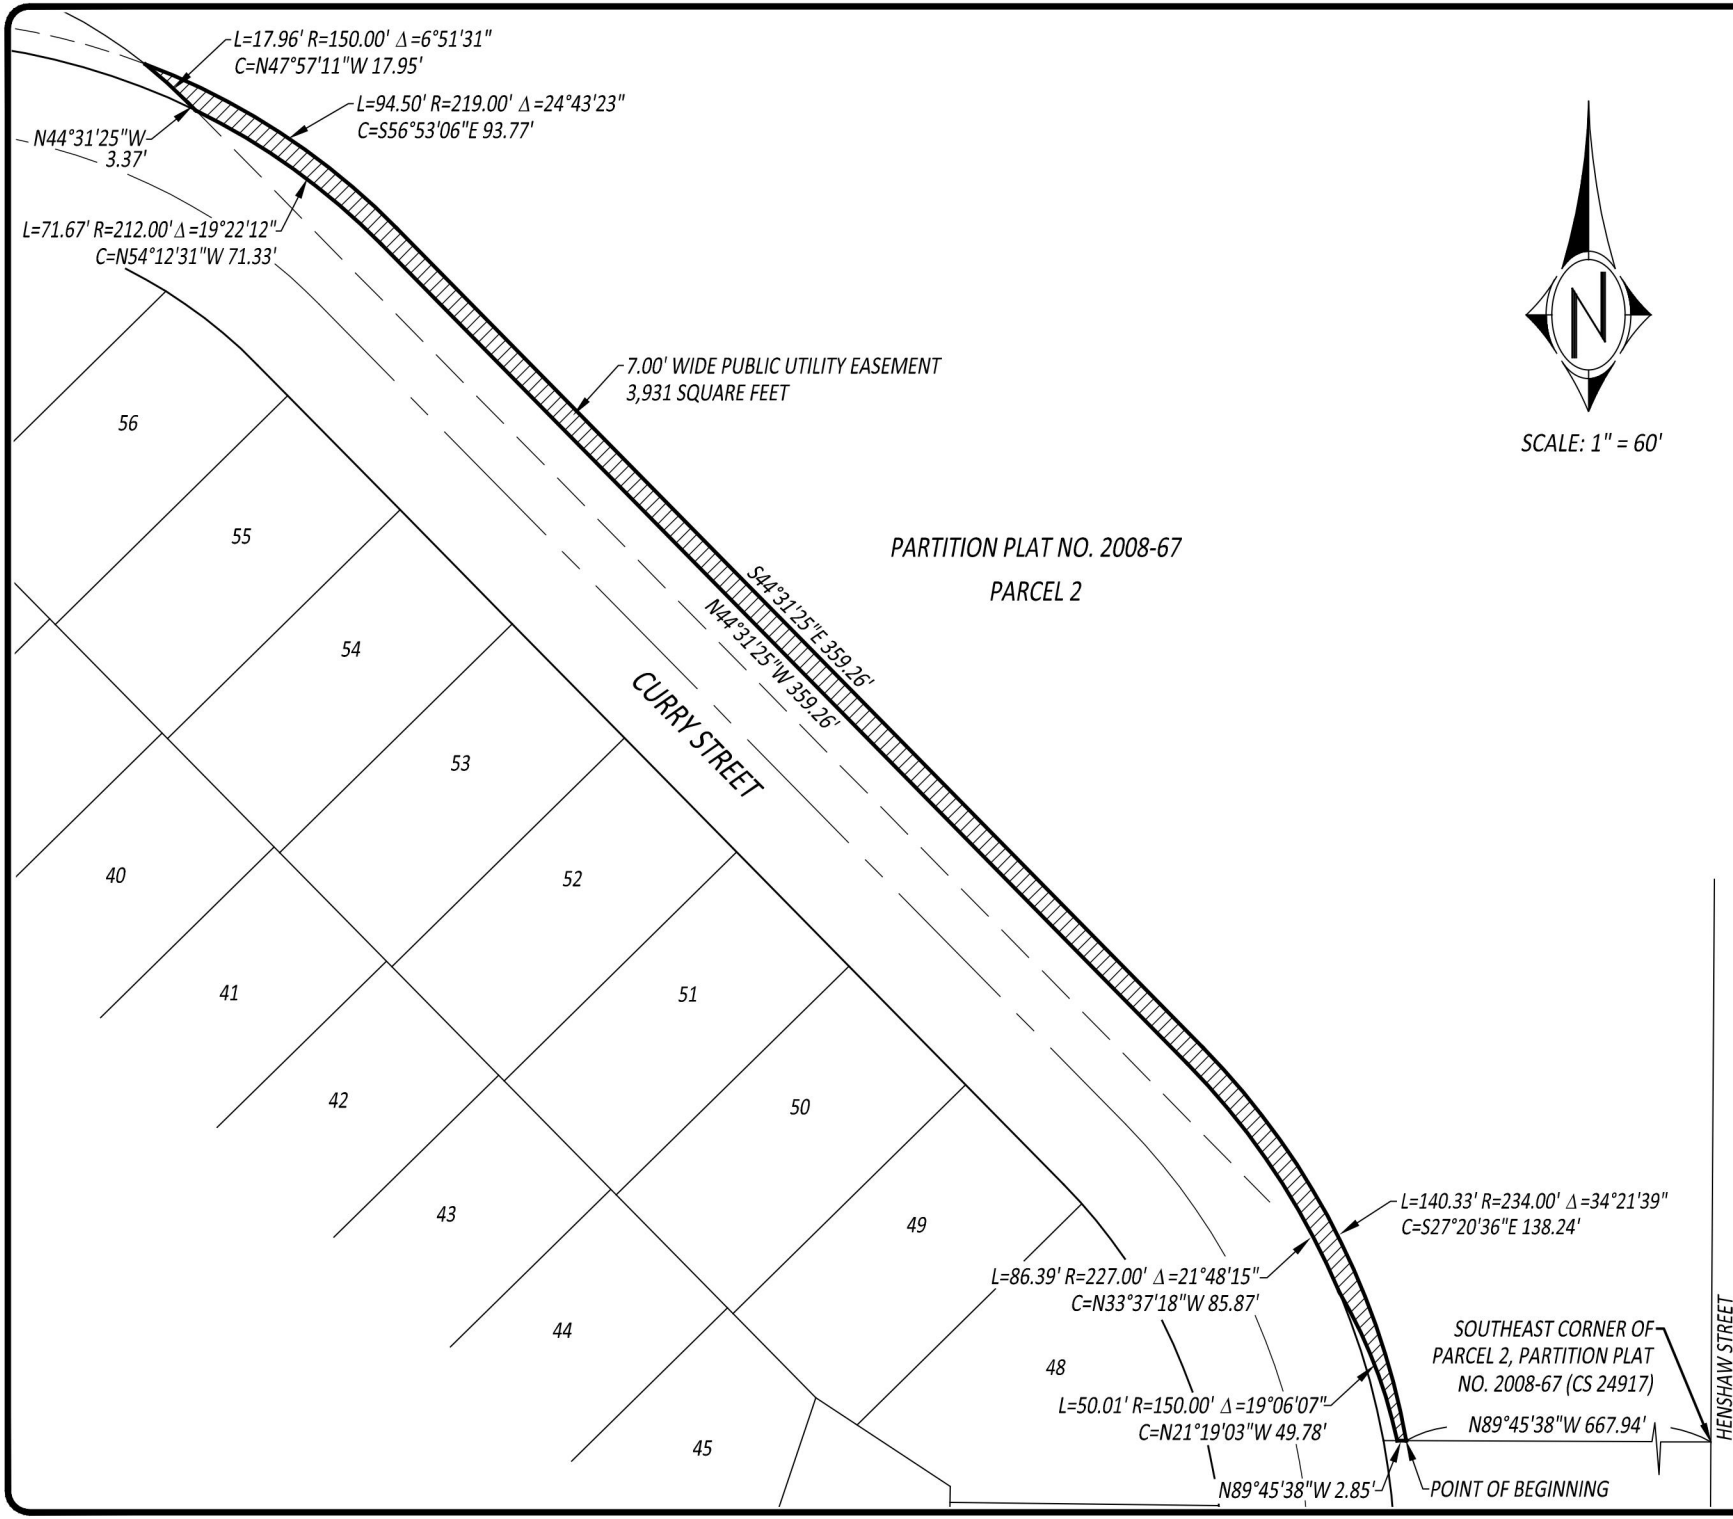 L=17.96' R=150.00' Δ=6°51'31"
C=N47°57'11"W 17.95'
L=94.50' R=219.00' Δ=24°43'23"
C=S56°53'06"E 93.77'
N44°31'25"W
3.37'
L=71.67' R=212.00' Δ=19°22'12"
C=N54°12'31"W 71.33'
N
SCALE: 1" = 60'
7.00' WIDE PUBLIC UTILITY EASEMENT
3,931 SQUARE FEET
PARTITION PLAT NO. 2008-67
PARCEL 2
S44°31'25"E 359.26'
N44°31'25"W 359.26'
CURRY STREET
56
55
54
53
52
51
50
49
48
40
41
42
43
44
45
L=140.33' R=234.00' Δ=34°21'39"
C=S27°20'36"E 138.24'
L=86.39' R=227.00' Δ=21°48'15"
C=N33°37'18"W 85.87'
SOUTHEAST CORNER OF
PARCEL 2, PARTITION PLAT
NO. 2008-67 (CS 24917)
HENSHAW STREET
L=50.01' R=150.00' Δ=19°06'07"
C=N21°19'03"W 49.78'
N89°45'38"W 667.94'
N89°45'38"W 2.85'
POINT OF BEGINNING